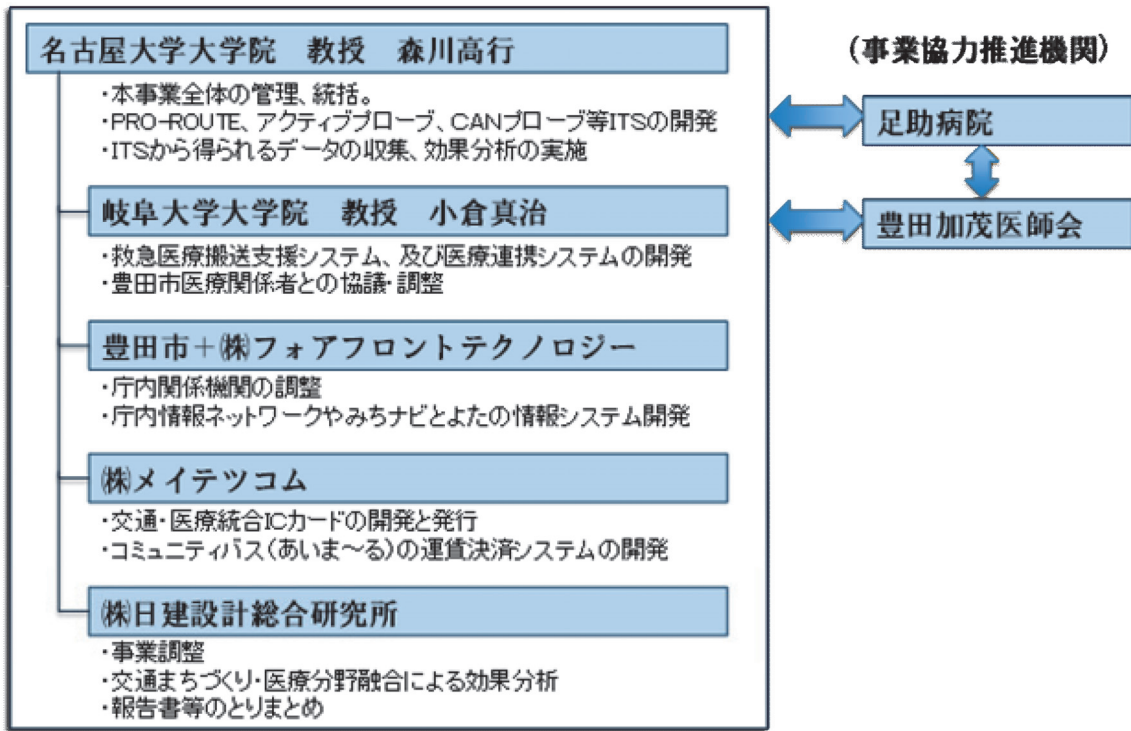 名古屋大学大学院　教授　森川高行
・本事業全体の管理、統括。
・PRO-ROUTE、アクティブプローブ、CANプローブ等ITSの開発
・ITSから得られるデータの収集、効果分析の実施
岐阜大学大学院　教授　小倉真治
・救急医療搬送支援システム、及び医療連携システムの開発
・豊田市医療関係者との協議・調整
豊田市＋㈱フォアフロントテクノロジー
・庁内関係機関の調整
・庁内情報ネットワークやみちナビとよたの情報システム開発
㈱メイテツコム
・交通・医療統合ICカードの開発と発行
・コミュニティバス(あいま～る)の運賃決済システムの開発
㈱日建設計総合研究所
・事業調整
・交通まちづくり・医療分野融合による効果分析
・報告書等のとりまとめ
(事業協力推進機関)
足助病院
豊田加茂医師会